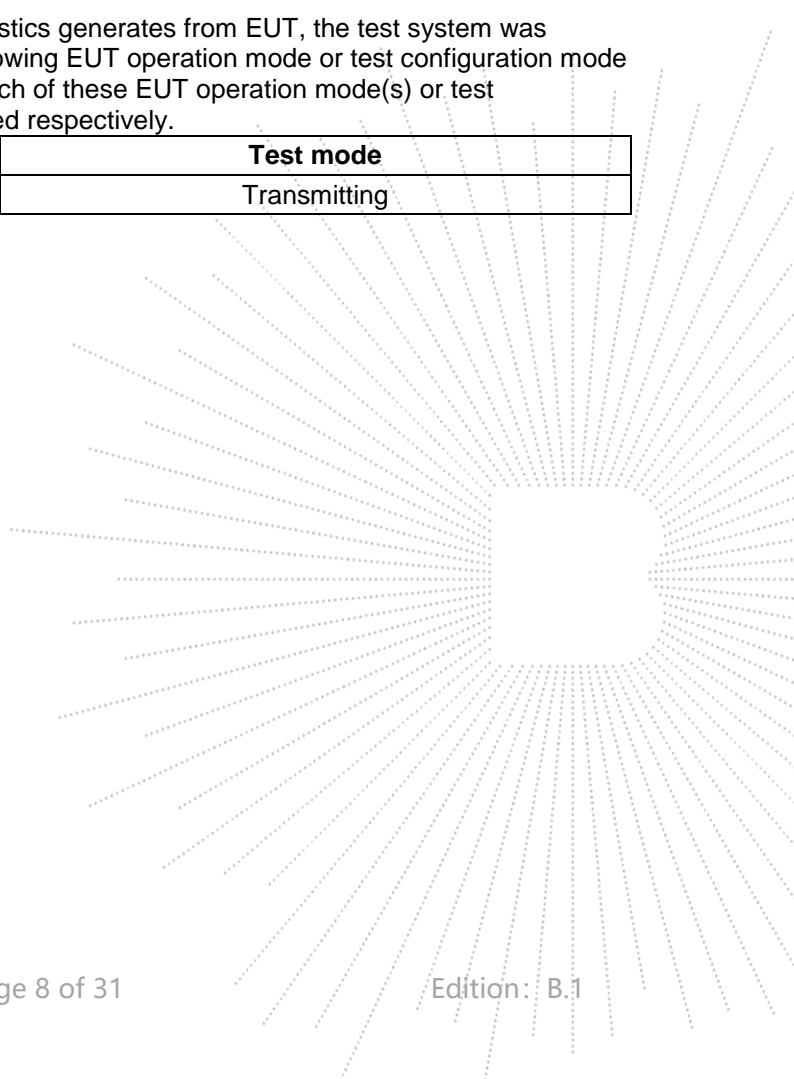 stics generates from EUT, the test system was
owing EUT operation mode or test configuration mode
ch of these EUT operation mode(s) or test
ed respectively.
Test mode
Transmitting
ge 8 of 31 Edition: B.1